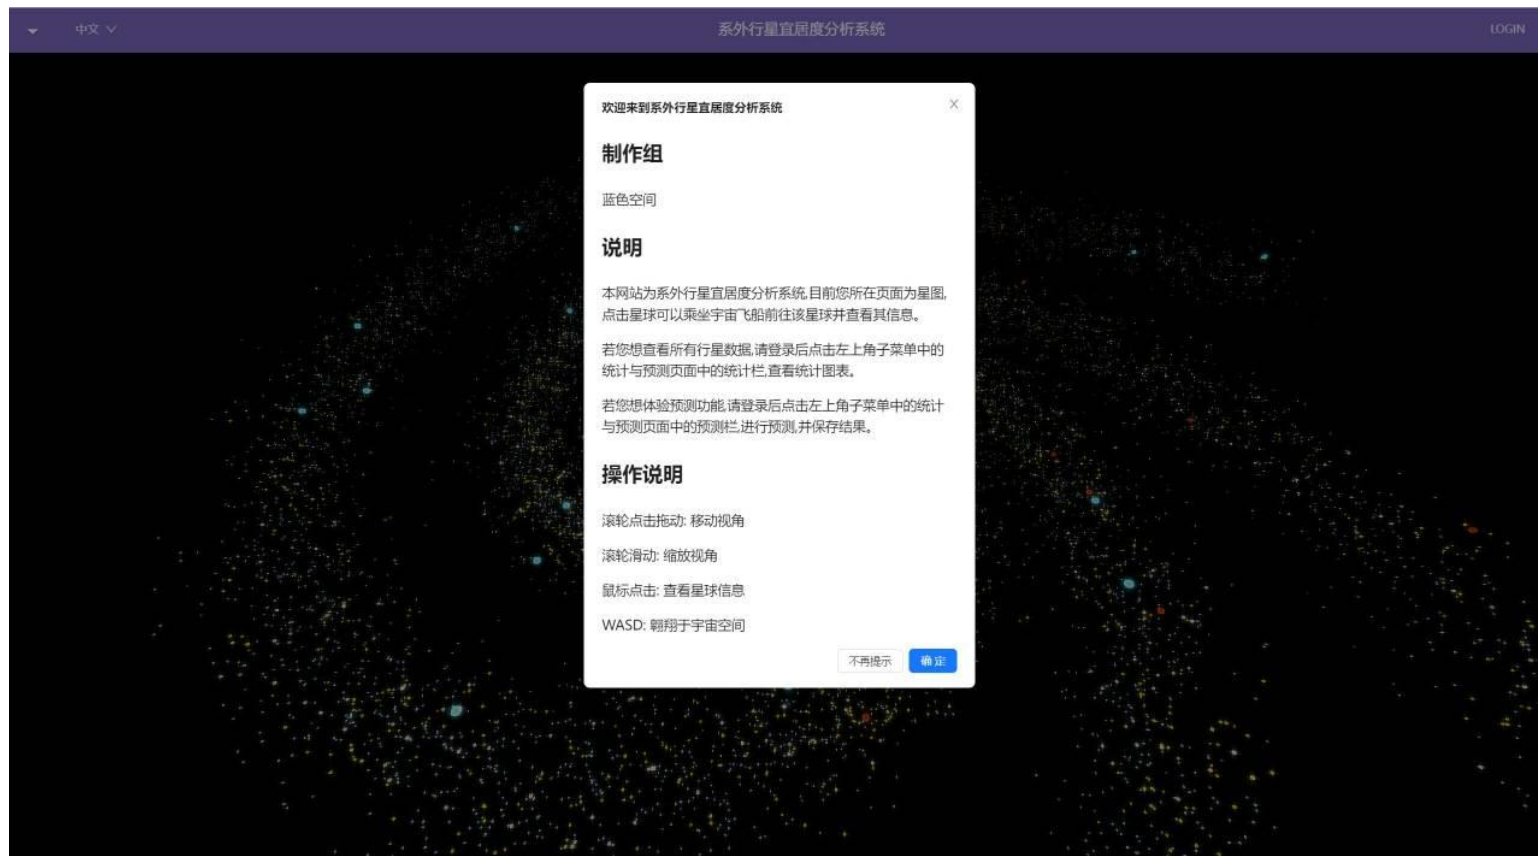 中文
系外行星宜居度分析系统
LOGIN
欢迎来到系外行星宜居度分析系统
制作组
蓝色空间
说明
本网站为系外行星宜居度分析系统,目前您所在页面为星图,
点击星球可以乘坐宇宙飞船前往该星球并查看其信息。
若您想查看所有行星数据,请登录后点击左上角子菜单中的
统计与预测页面中的统计栏,查看统计图表。
若您想体验预测功能,请登录后点击左上角子菜单中的统计
与预测页面中的预测栏,进行预测,并保存结果。
操作说明
滚轮点击拖动: 移动视角
滚轮滑动: 缩放视角
鼠标点击: 查看星球信息
WASD: 翱翔于宇宙空间
不再提示
确定